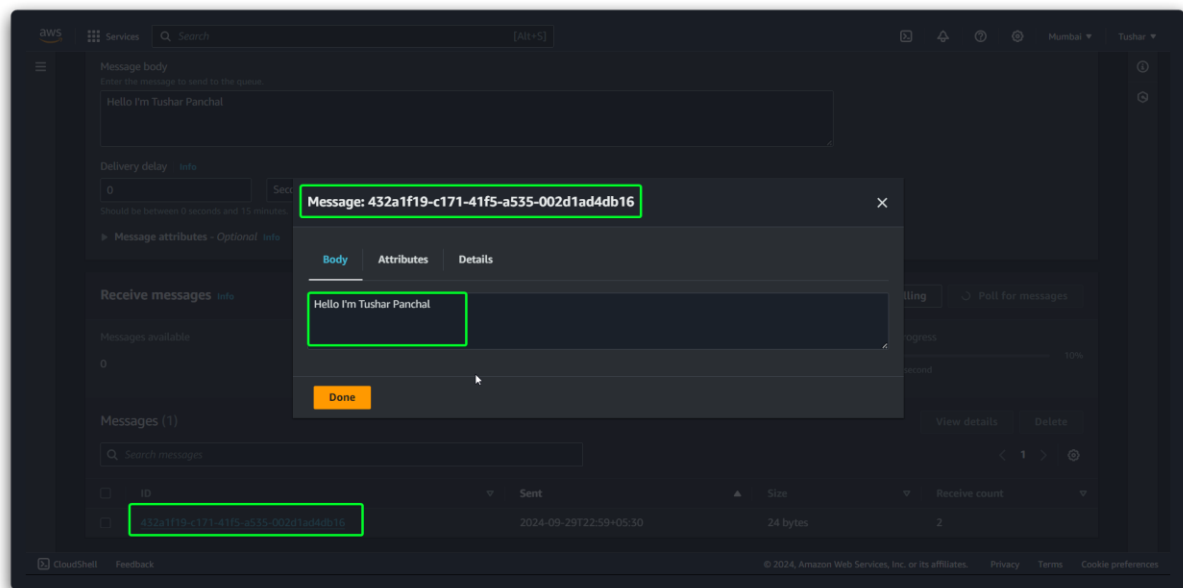 aws Services Search [Alt+S] Mumbai ▼ Tushar ▼
Message body
Enter the message to send to the queue.
Hello I'm Tushar Panchal
Delivery delay Info
0 Seco
Should be between 0 seconds and 15 minutes.
Message attributes - Optional Info
Message: 432a1f19-c171-41f5-a535-002d1ad4db16
Body Attributes Details
Hello I'm Tushar Panchal
Done
Receive messages Info lling Poll for messages
Messages available rogress
0 10%
second
Messages (1) View details Delete
Search messages 1
ID Sent Size Receive count
432a1f19-c171-41f5-a535-002d1ad4db16 2024-09-29T22:59+05:30 24 bytes 2
CloudShell Feedback © 2024, Amazon Web Services, Inc. or its affiliates. Privacy Terms Cookie preferences